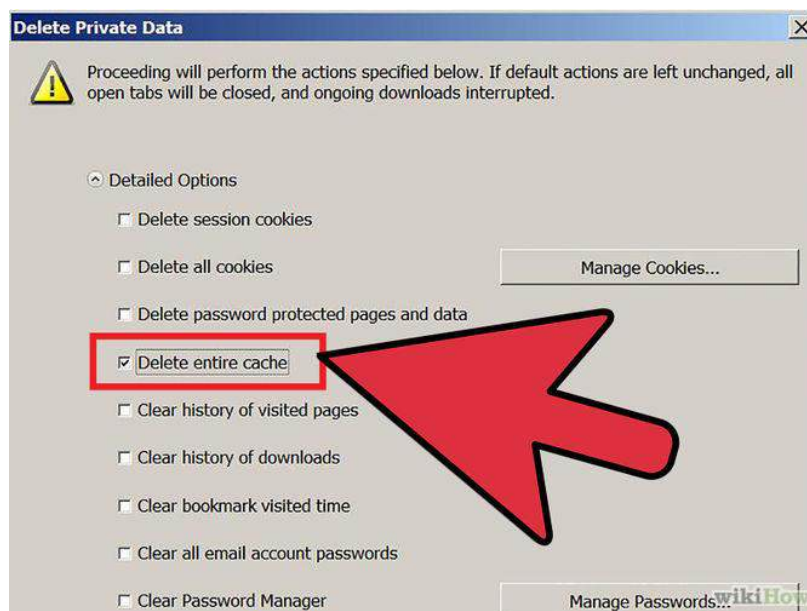 Delete Private Data
Proceeding will perform the actions specified below. If default actions are left unchanged, all
open tabs will be closed, and ongoing downloads interrupted.
Detailed Options
Delete session cookies
Delete all cookies
Manage Cookies...
Delete password protected pages and data
Delete entire cache
Clear history of visited pages
Clear history of downloads
Clear bookmark visited time
Clear all email account passwords
Clear Password Manager
Manage Passwords...
wikiHow